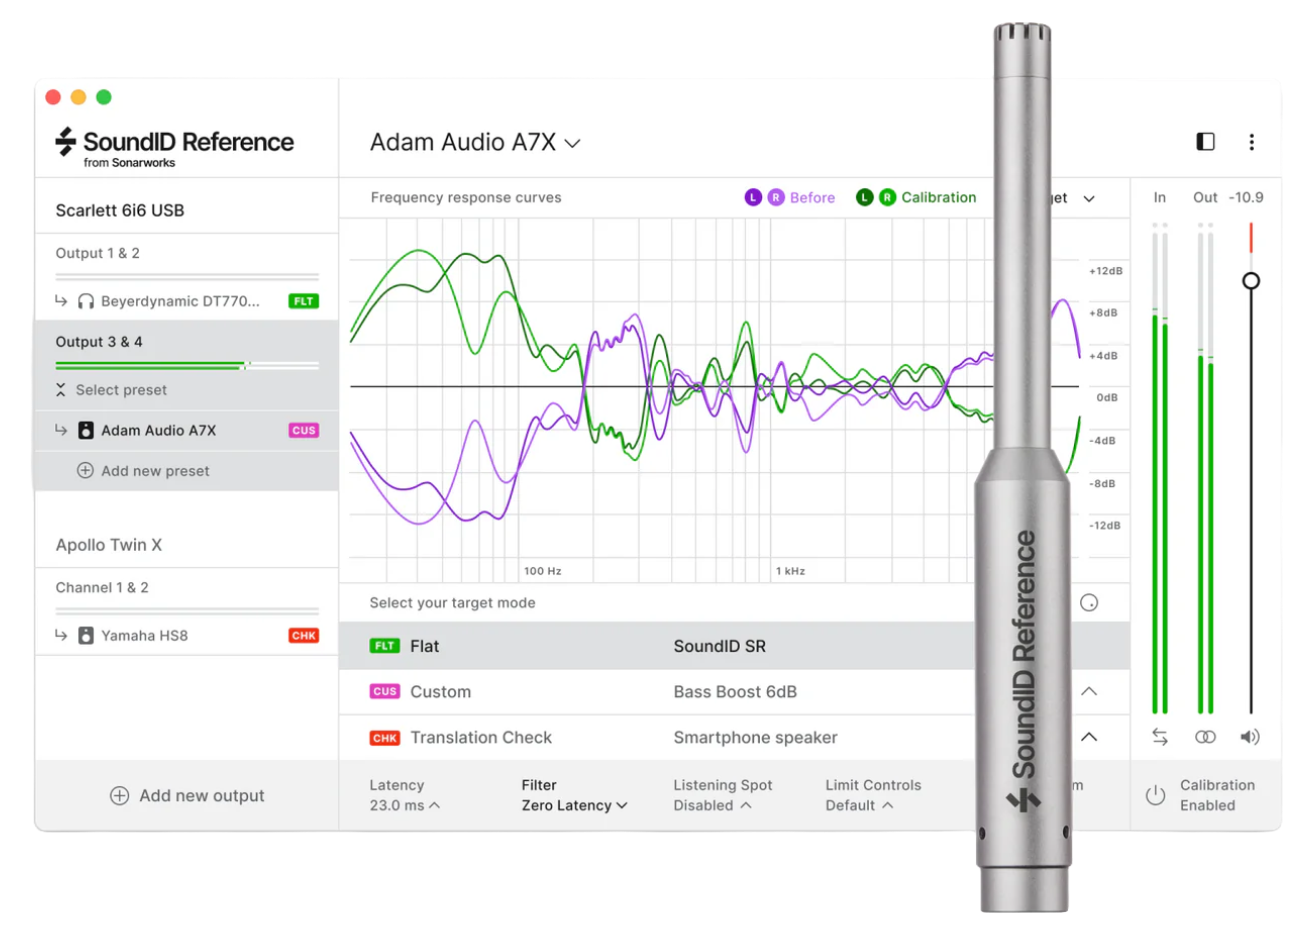 SoundID Reference
from Sonarworks
Scarlett 6i6 USB
Output 1 & 2
Beyerdynamic DT770... FLT
Output 3 & 4
Select preset
Adam Audio A7X CUS
Add new preset
Apollo Twin X
Channel 1 & 2
Yamaha HS8 CHK
Add new output
Adam Audio A7X
Frequency response curves L R Before L R Calibration
In Out -10.9
+12dB
+8dB
+4dB
0dB
-4dB
-8dB
-12dB
100 Hz 1 kHz
Select your target mode
FLT Flat SoundID SR
CUS Custom Bass Boost 6dB
CHK Translation Check Smartphone speaker
Latency
23.0 ms
Filter
Zero Latency
Listening Spot
Disabled
Limit Controls
Default
Calibration
Enabled
SoundID Reference